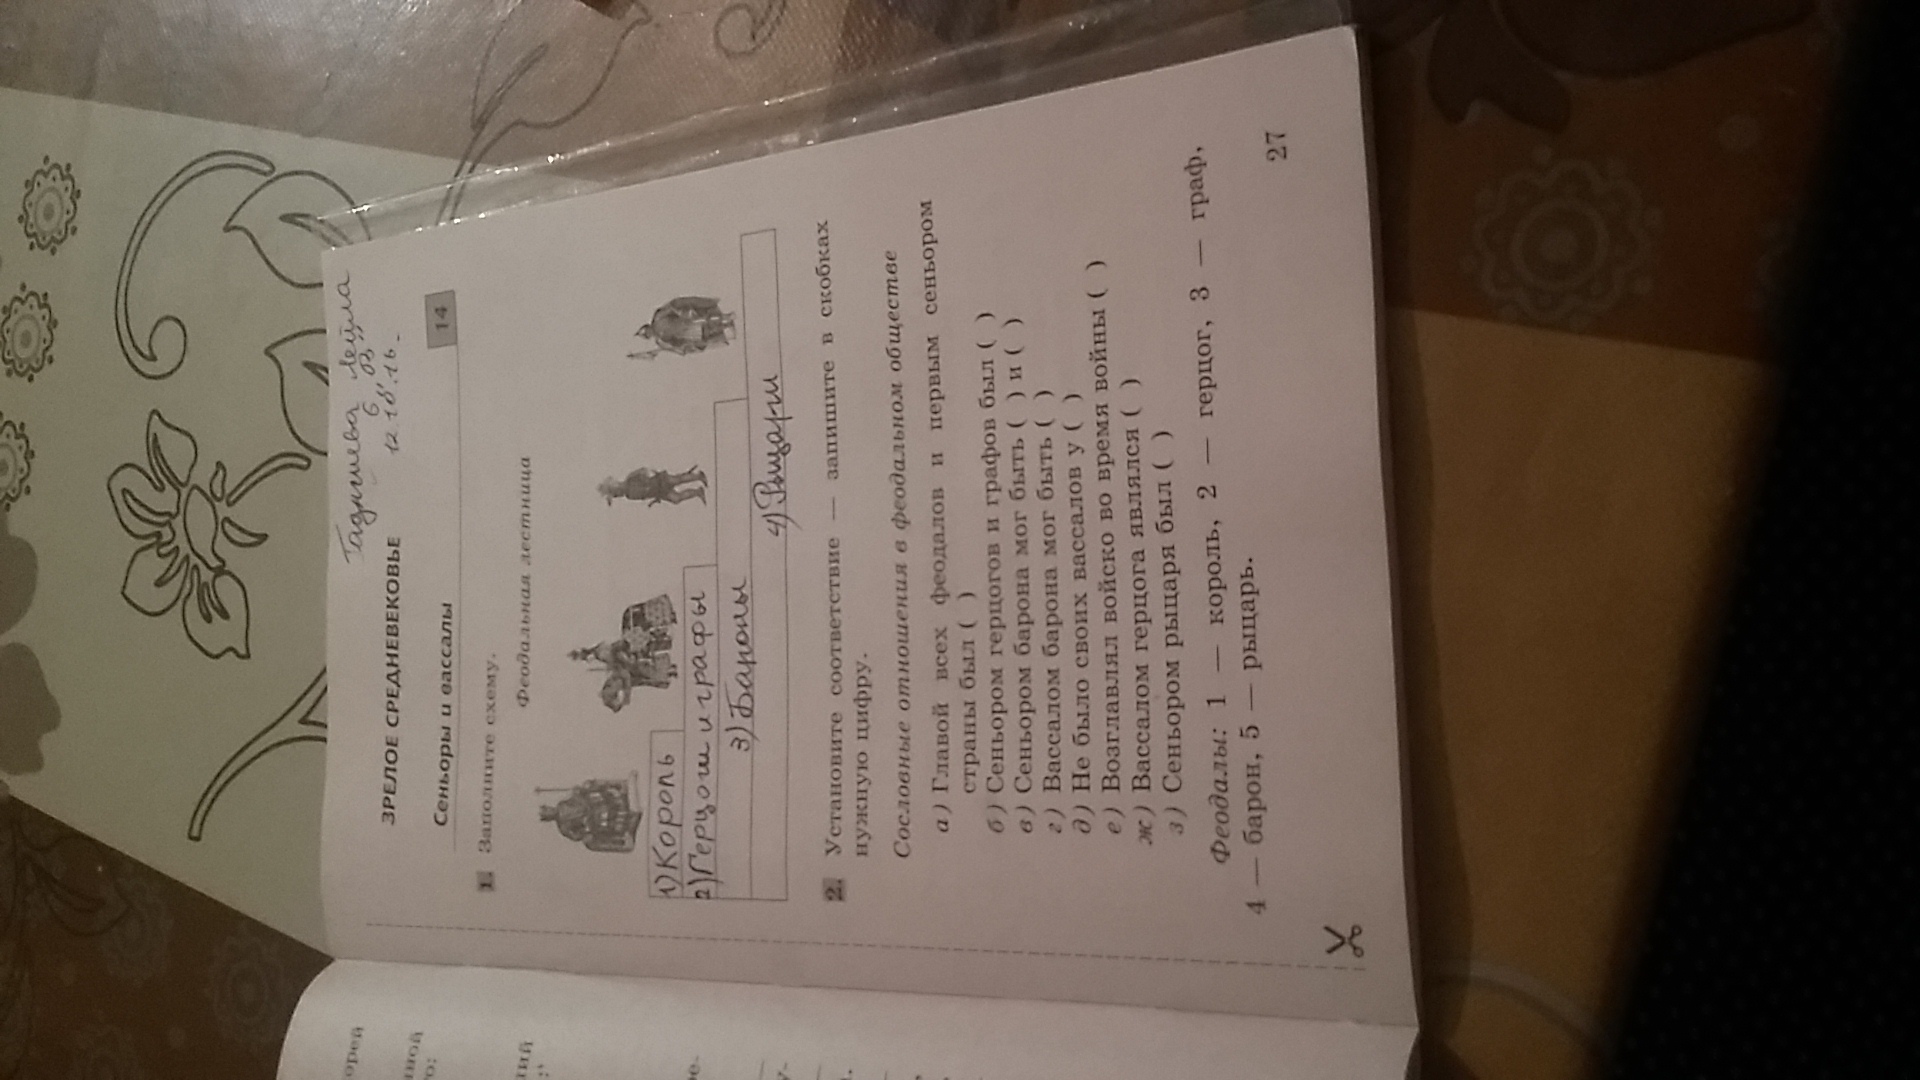 Гаджиева Лейла
6 "В"
12.10.16.
ЗРЕЛОЕ СРЕДНЕВЕКОВЬЕ
Сеньоры и вассалы
14
1. Заполните схему.
Феодальная лестница
1) Король
2) Герцоги и графы
3) Бароны
4) Рыцари
2. Установите соответствие — запишите в скобках
нужную цифру.
Сословные отношения в феодальном обществе
а) Главой всех феодалов и первым сеньором
страны был ( )
б) Сеньором герцогов и графов был ( )
в) Сеньором барона мог быть ( ) и ( )
г) Вассалом барона мог быть ( )
д) Не было своих вассалов у ( )
е) Возглавлял войско во время войны ( )
ж) Вассалом герцога являлся ( )
з) Сеньором рыцаря был ( )
Феодалы: 1 — король, 2 — герцог, 3 — граф,
4 — барон, 5 — рыцарь.
27